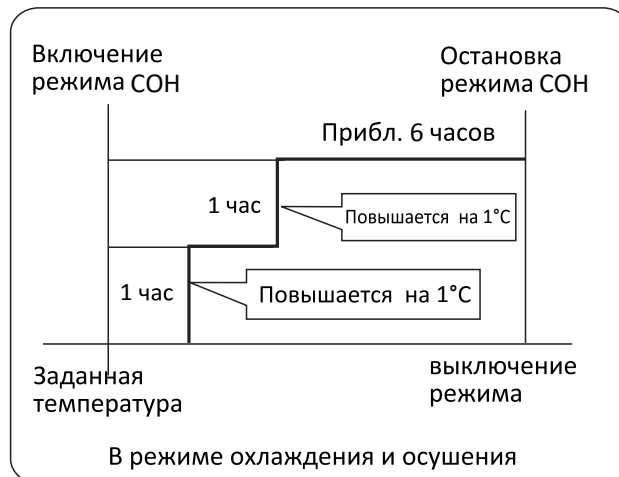 Включение
режима СОН
Остановка
режима СОН
Прибл. 6 часов
1 час
Повышается на 1°C
1 час
Повышается на 1°C
Заданная
температура
выключение
режима
В режиме охлаждения и осушения